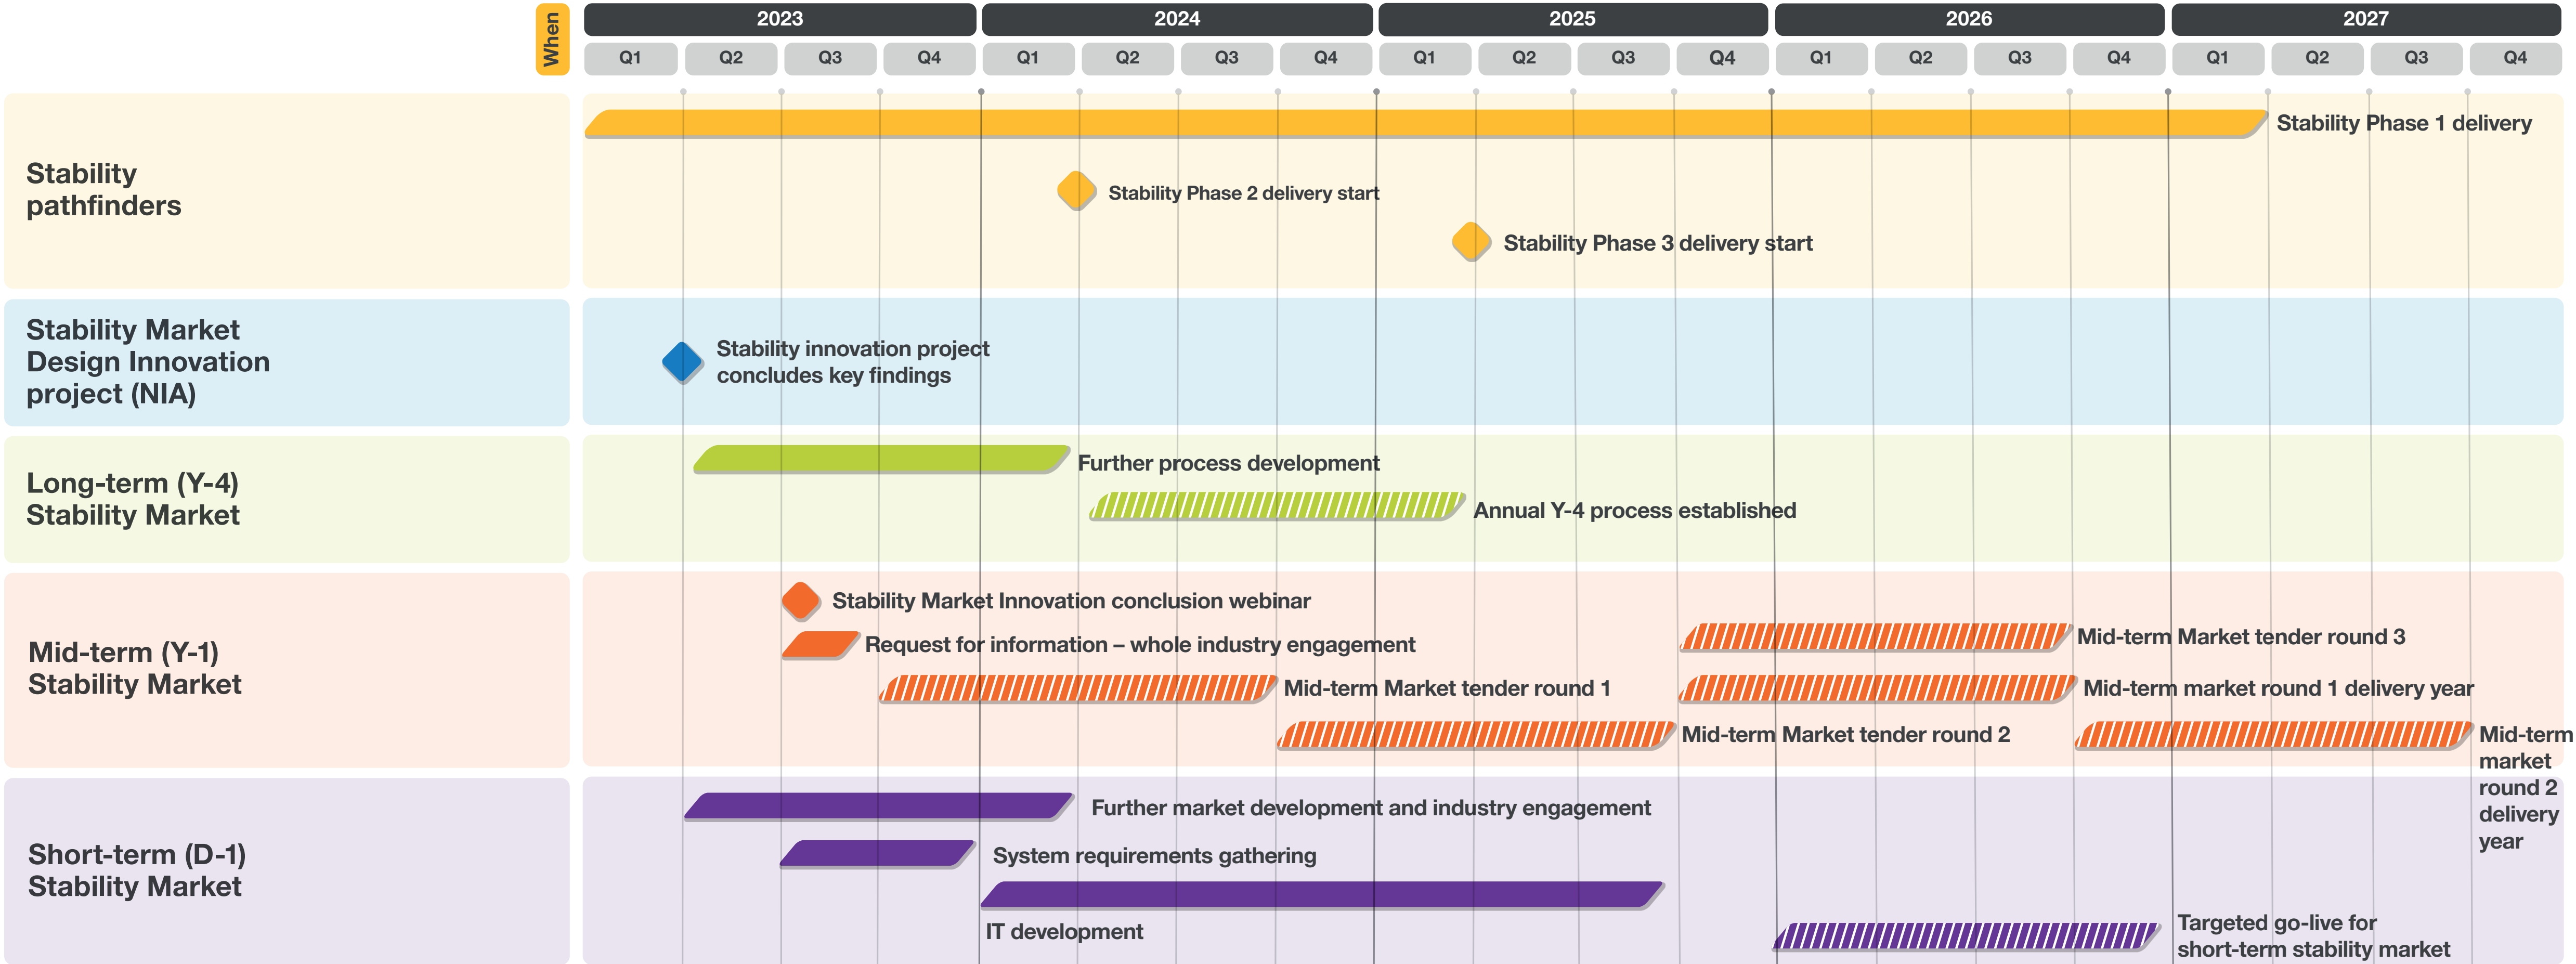 When
2023
2024
2025
2026
2027
Q1 Q2 Q3 Q4 Q1 Q2 Q3 Q4 Q1 Q2 Q3 Q4 Q1 Q2 Q3 Q4 Q1 Q2 Q3 Q4
Stability
pathfinders
Stability Phase 1 delivery
Stability Phase 2 delivery start
Stability Phase 3 delivery start
Stability Market
Design Innovation
project (NIA)
Stability innovation project
concludes key findings
Long-term (Y-4)
Stability Market
Further process development
Annual Y-4 process established
Mid-term (Y-1)
Stability Market
Stability Market Innovation conclusion webinar
Request for information – whole industry engagement
Mid-term Market tender round 3
Mid-term Market tender round 1
Mid-term market round 1 delivery year
Mid-term Market tender round 2
Mid-term
market
round 2
delivery
year
Short-term (D-1)
Stability Market
Further market development and industry engagement
System requirements gathering
IT development
Targeted go-live for
short-term stability market